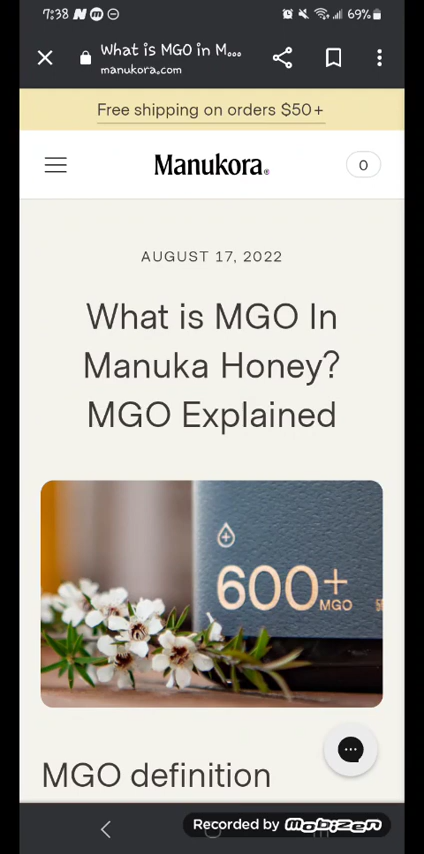 7:38
69%
What is MGO in M...
manukora.com
Free shipping on orders $50+
Manukora®
0
AUGUST 17, 2022
What is MGO In
Manuka Honey?
MGO Explained
600+
MGO
MGO definition
Recorded by mobizen